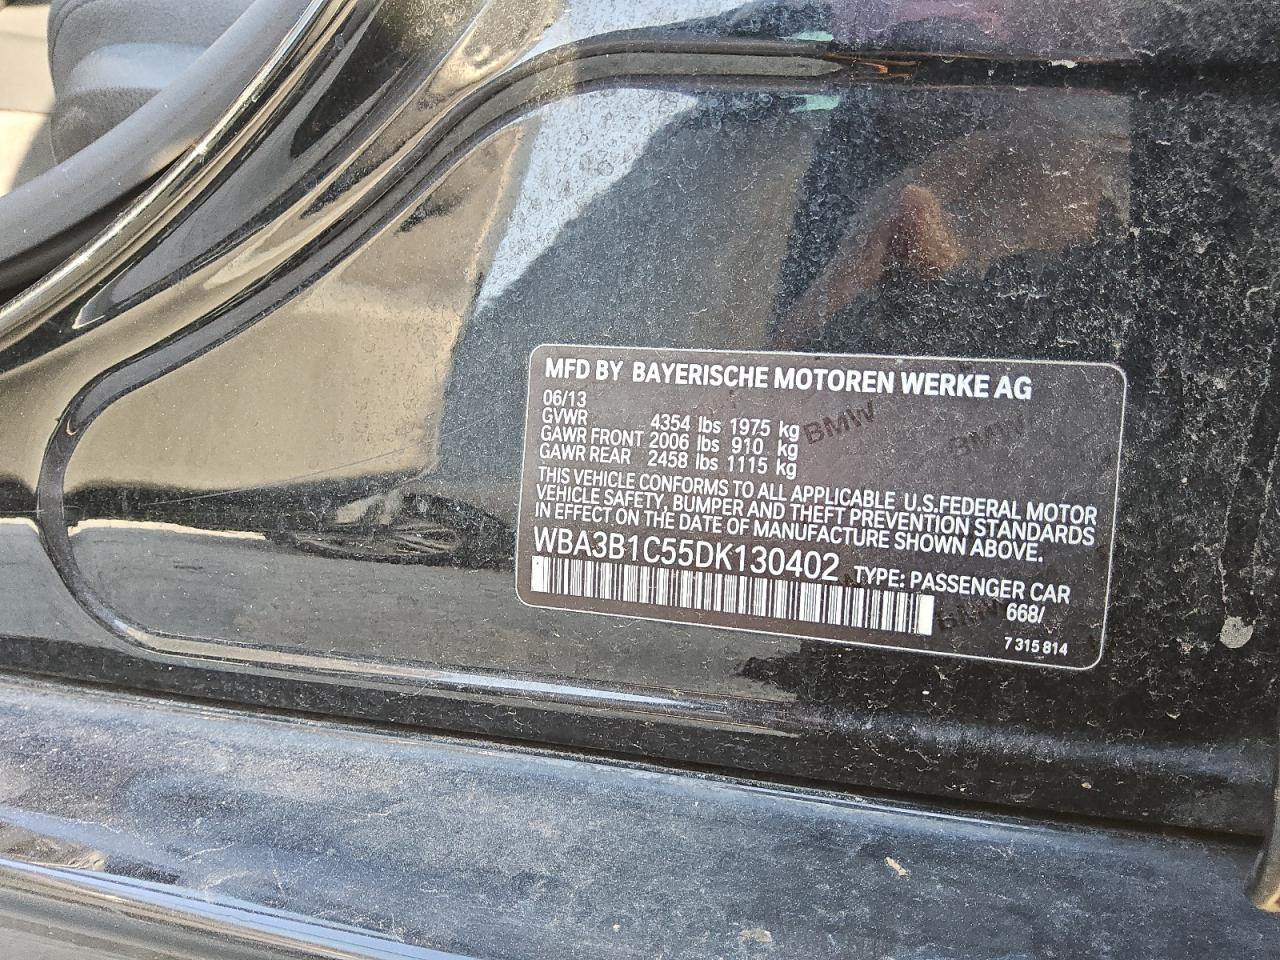 MFD BY BAYERISCHE MOTOREN WERKE AG
06/13
GVWR 4354 lbs 1975 kg
GAWR FRONT 2006 lbs 910 kg
GAWR REAR 2458 lbs 1115 kg
THIS VEHICLE CONFORMS TO ALL APPLICABLE U.S.FEDERAL MOTOR
VEHICLE SAFETY, BUMPER AND THEFT PREVENTION STANDARDS
IN EFFECT ON THE DATE OF MANUFACTURE SHOWN ABOVE.
WBA3B1C55DK130402 TYPE: PASSENGER CAR
668/
7 315 814
BMW
BMW
BMW